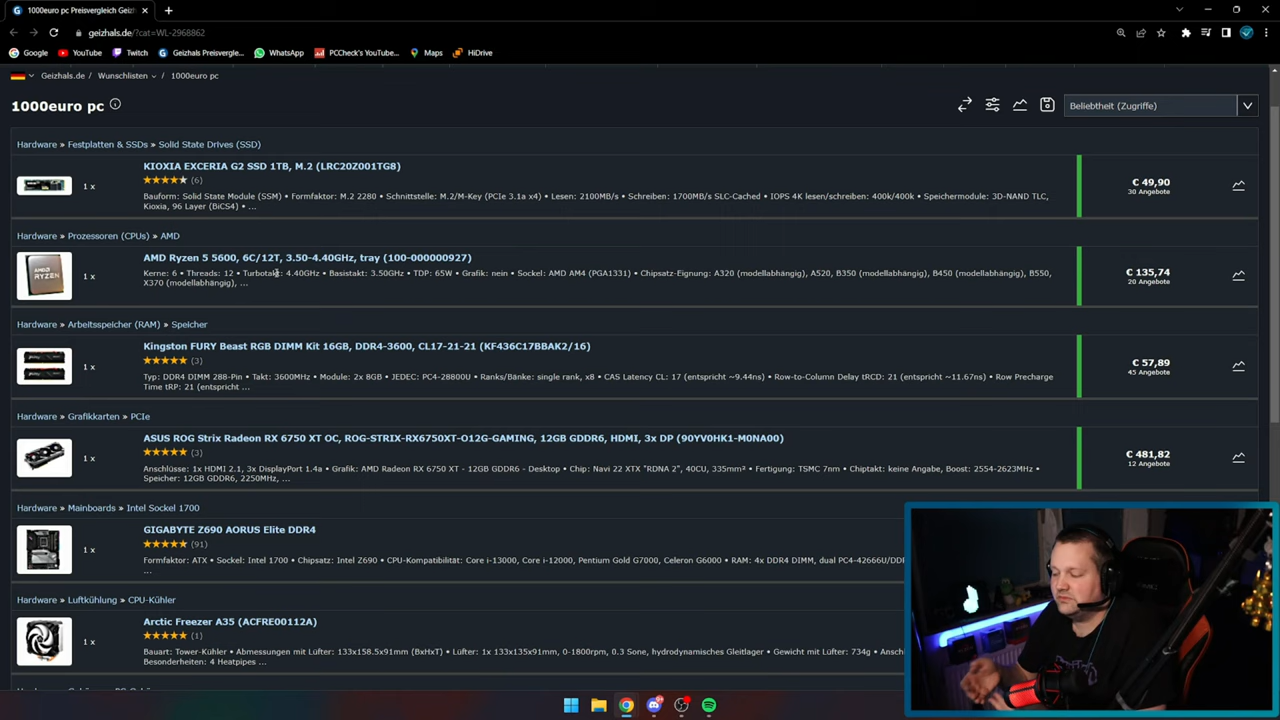 1000euro pc Preisvergleich Geizh
geizhals.de/?cat=WL-2968862
Google YouTube Twitch Geizhals Preisvergle... WhatsApp PCCheck's YouTube... Maps HiDrive
Geizhals.de / Wunschlisten / 1000euro pc
1000euro pc
Beliebtheit (Zugriffe)
Hardware » Festplatten & SSDs » Solid State Drives (SSD)
1 x
KIOXIA EXCERIA G2 SSD 1TB, M.2 (LRC20Z001TG8)
(6)
Bauform: Solid State Module (SSM) • Formfaktor: M.2 2280 • Schnittstelle: M.2/M-Key (PCIe 3.1a x4) • Lesen: 2100MB/s • Schreiben: 1700MB/s SLC-Cached • IOPS 4K lesen/schreiben: 400k/400k • Speichermodule: 3D-NAND TLC,
Kioxia, 96 Layer (BiCS4) • ...
€ 49,90
30 Angebote
Hardware » Prozessoren (CPUs) » AMD
AMD RYZEN
1 x
AMD Ryzen 5 5600, 6C/12T, 3.50-4.40GHz, tray (100-000000927)
Kerne: 6 • Threads: 12 • Turbotakt: 4.40GHz • Basistakt: 3.50GHz • TDP: 65W • Grafik: nein • Sockel: AMD AM4 (PGA1331) • Chipsatz-Eignung: A320 (modellabhängig), A520, B350 (modellabhängig), B450 (modellabhängig), B550,
X370 (modellabhängig), ...
€ 135,74
20 Angebote
Hardware » Arbeitsspeicher (RAM) » Speicher
1 x
Kingston FURY Beast RGB DIMM Kit 16GB, DDR4-3600, CL17-21-21 (KF436C17BBAK2/16)
(3)
Typ: DDR4 DIMM 288-Pin • Takt: 3600MHz • Module: 2x 8GB • JEDEC: PC4-28800U • Ranks/Bänke: single rank, x8 • CAS Latency CL: 17 (entspricht ~9.44ns) • Row-to-Column Delay tRCD: 21 (entspricht ~11.67ns) • Row Precharge
Time tRP: 21 (entspricht ...
€ 57,89
45 Angebote
Hardware » Grafikkarten » PCIe
1 x
ASUS ROG Strix Radeon RX 6750 XT OC, ROG-STRIX-RX6750XT-O12G-GAMING, 12GB GDDR6, HDMI, 3x DP (90YV0HK1-M0NA00)
(3)
Anschlüsse: 1x HDMI 2.1, 3x DisplayPort 1.4a • Grafik: AMD Radeon RX 6750 XT - 12GB GDDR6 - Desktop • Chip: Navi 22 XTX "RDNA 2", 40CU, 335mm² • Fertigung: TSMC 7nm • Chiptakt: keine Angabe, Boost: 2554-2623MHz •
Speicher: 12GB GDDR6, 2250MHz, ...
€ 481,82
12 Angebote
Hardware » Mainboards » Intel Sockel 1700
1 x
GIGABYTE Z690 AORUS Elite DDR4
(91)
Formfaktor: ATX • Sockel: Intel 1700 • Chipsatz: Intel Z690 • CPU-Kompatibilität: Core i-13000, Core i-12000, Pentium Gold G7000, Celeron G6000 • RAM: 4x DDR4 DIMM, dual PC4-42666U/DD
...
Hardware » Luftkühlung » CPU-Kühler
1 x
Arctic Freezer A35 (ACFRE00112A)
(1)
Bauart: Tower-Kühler • Abmessungen mit Lüfter: 133x158.5x91mm (BxHxT) • Lüfter: 1x 133x135x91mm, 0-1800rpm, 0.3 Sone, hydrodynamisches Gleitlager • Gewicht mit Lüfter: 734g •
Besonderheiten: 4 Heatpipes ...